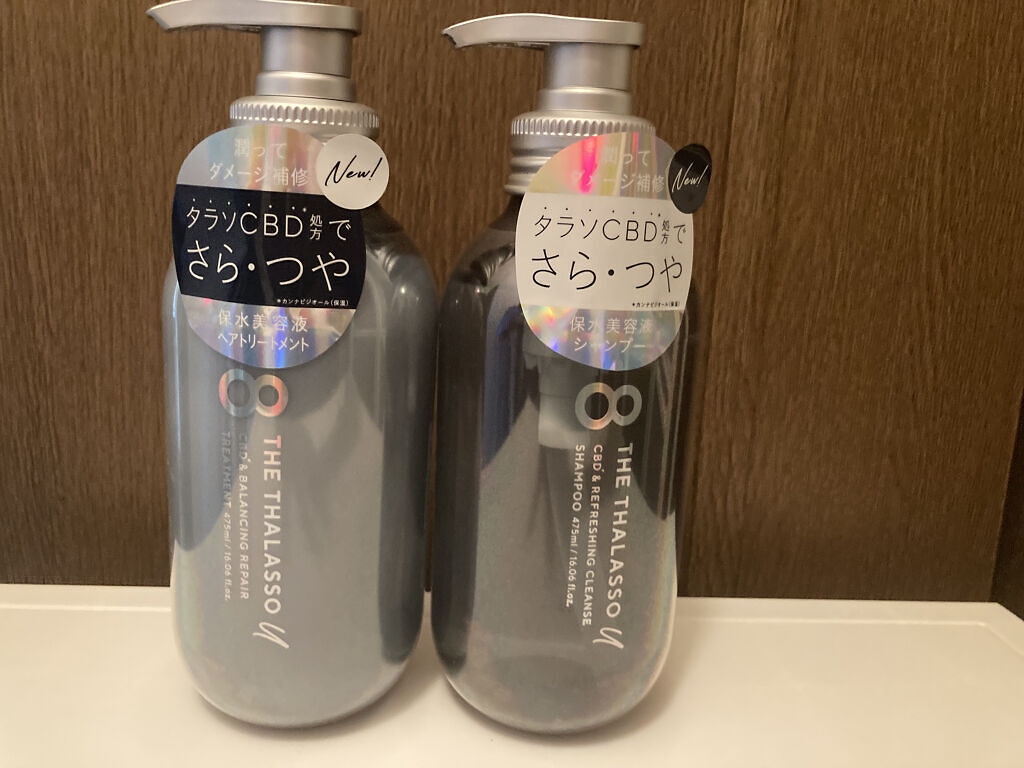 潤って
ダメージ補修
New!
タラソCBD*処方で
さら・つや
*カンナビジオール(保湿)
保水美容液
ヘアトリートメント
8
THE THALASSO u
CBD* & BALANCING REPAIR
TREATMENT 475ml / 16.06 fl.oz.
潤って
ダメージ補修
New!
タラソCBD*処方で
さら・つや
*カンナビジオール(保湿)
保水美容液
シャンプー
8
THE THALASSO u
CBD* & REFRESHING CLEANSE
SHAMPOO 475ml / 16.06 fl.oz.